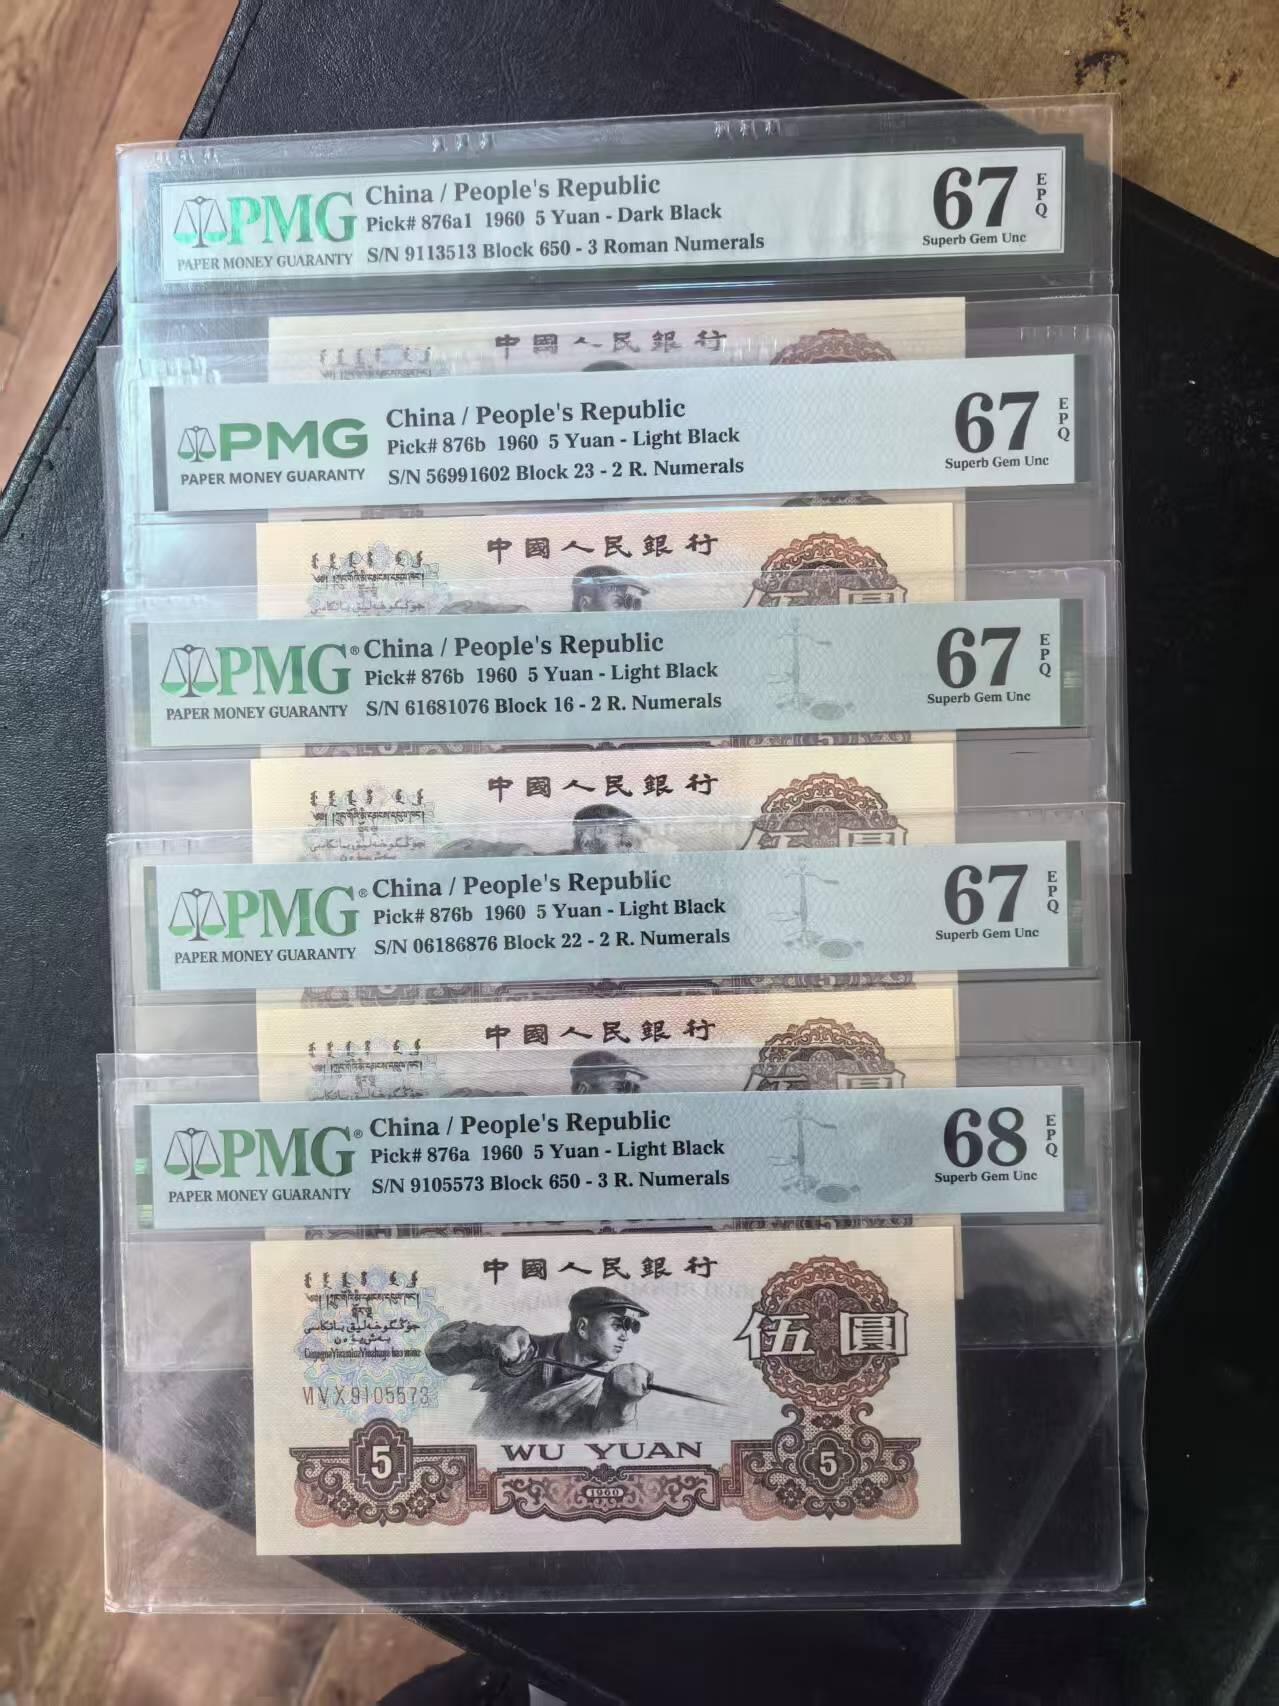 PMG
PAPER MONEY GUARANTY
China / People's Republic
Pick# 876a1 1960 5 Yuan - Dark Black
S/N 9113513 Block 650 - 3 Roman Numerals
67 EPQ
Superb Gem Unc
中國人民銀行
PMG
PAPER MONEY GUARANTY
China / People's Republic
Pick# 876b 1960 5 Yuan - Light Black
S/N 56991602 Block 23 - 2 R. Numerals
67 EPQ
Superb Gem Unc
中國人民銀行
伍圓
PMG®
PAPER MONEY GUARANTY
China / People's Republic
Pick# 876b 1960 5 Yuan - Light Black
S/N 61681076 Block 16 - 2 R. Numerals
67 EPQ
Superb Gem Unc
中國人民銀行
伍圓
PMG®
PAPER MONEY GUARANTY
China / People's Republic
Pick# 876b 1960 5 Yuan - Light Black
S/N 06186876 Block 22 - 2 R. Numerals
67 EPQ
Superb Gem Unc
中國人民銀行
伍圓
PMG®
PAPER MONEY GUARANTY
China / People's Republic
Pick# 876a 1960 5 Yuan - Light Black
S/N 9105573 Block 650 - 3 R. Numerals
68 EPQ
Superb Gem Unc
中國人民銀行
伍圓
VI V X 9105573
5
WU YUAN
1960
5